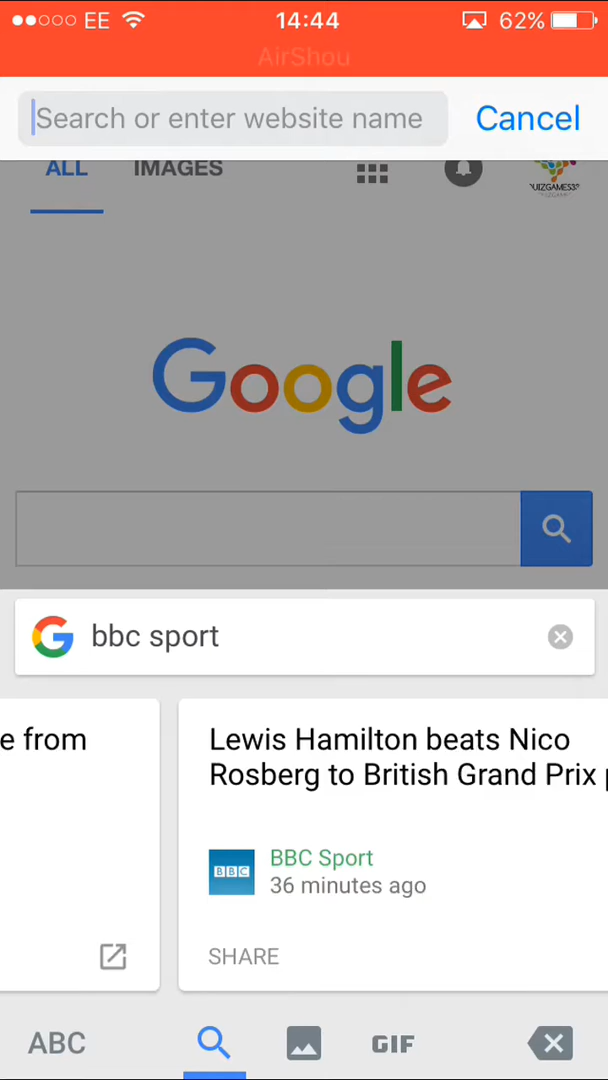 EE 14:44 62%
AirShou
Search or enter website name Cancel
ALL IMAGES
Google
G bbc sport
e from
Lewis Hamilton beats Nico
Rosberg to British Grand Prix
BBC
BBC Sport
36 minutes ago
SHARE
ABC GIF